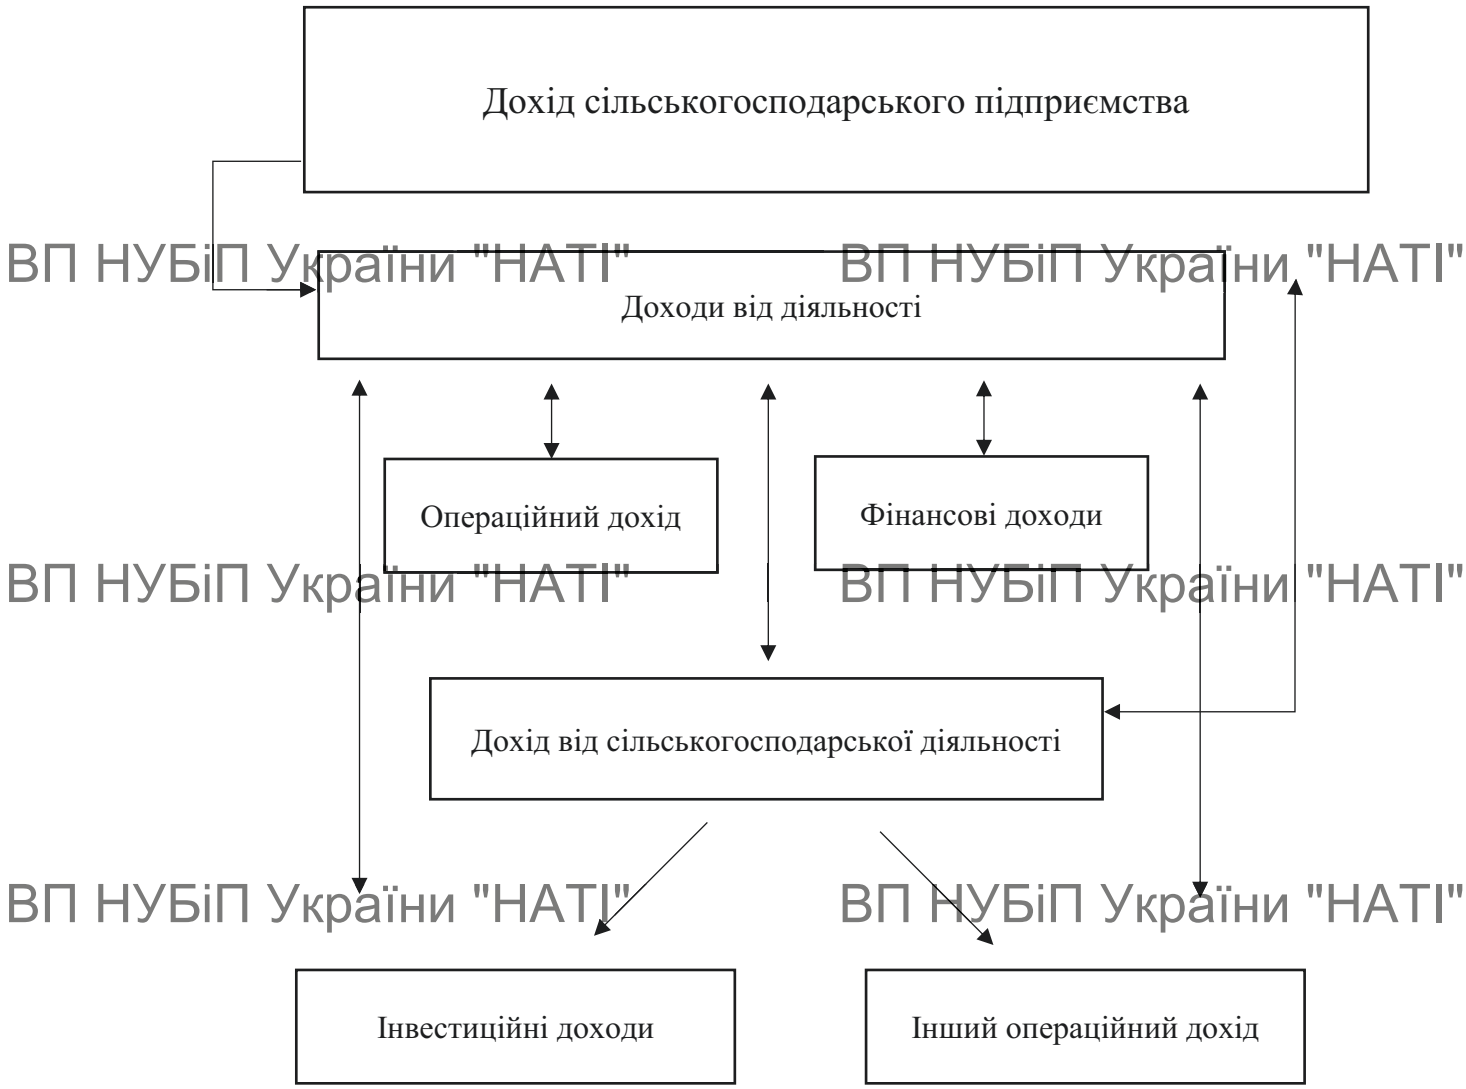 Дохід сільськогосподарського підприємства
ВП НУБіП України "НАТІ" ВП НУБіП України "НАТІ"
Доходи від діяльності
Операційний дохід Фінансові доходи
ВП НУБіП України "НАТІ" ВП НУБіП України "НАТІ"
Дохід від сільськогосподарської діяльності
ВП НУБіП України "НАТІ" ВП НУБіП України "НАТІ"
Інвестиційні доходи Інший операційний дохід